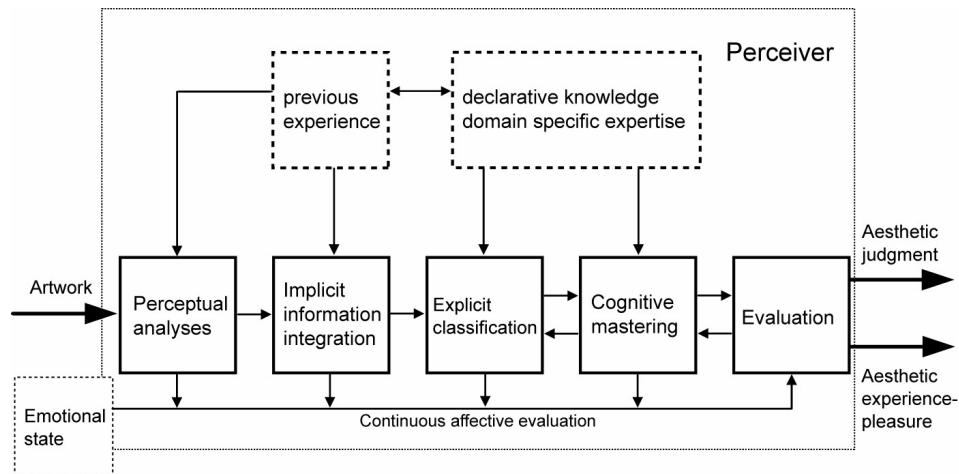 Perceiver
previous
experience
declarative knowledge
domain specific expertise
Artwork
Perceptual
analyses
Implicit
information
integration
Explicit
classification
Cognitive
mastering
Evaluation
Aesthetic
judgment
Aesthetic
experience-
pleasure
Emotional
state
Continuous affective evaluation